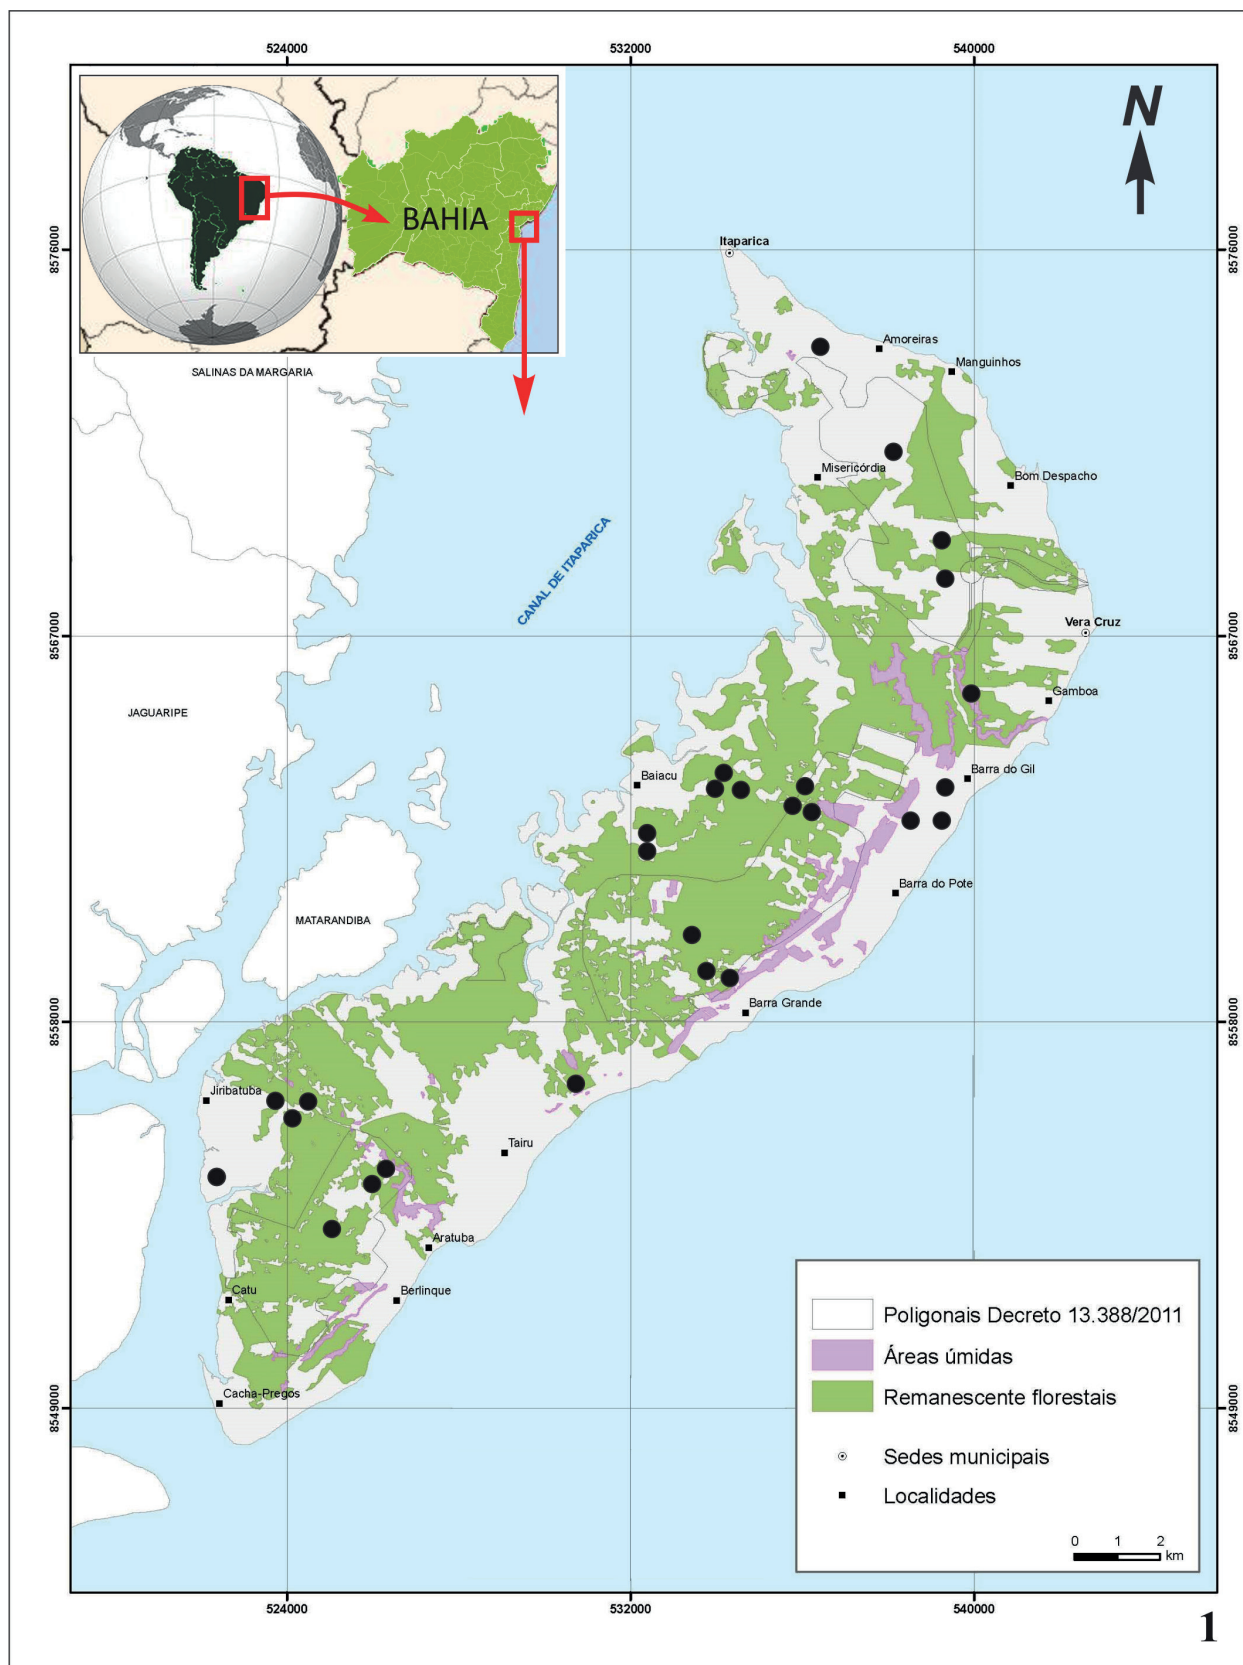 524000
532000
540000
N
BAHIA
8576000
8576000
Itaparica
Amoreiras
SALINAS DA MARGARIA
Manguinhos
Misericórdia
Bom Despacho
CANAL DE ITAPARICA
8567000
8567000
Vera Cruz
Gamboa
JAGUARIPE
Baiacu
Barra do Gil
Barra do Pote
MATARANDIBA
Barra Grande
8558000
8558000
Jiribatuba
Tairu
Aratuba
Catu
Berlinque
Cacha-Pregos
8549000
8549000
Poligonais Decreto 13.388/2011
Áreas úmidas
Remanescente florestais
Sedes municipais
Localidades
0 1 2
km
524000
532000
540000
1